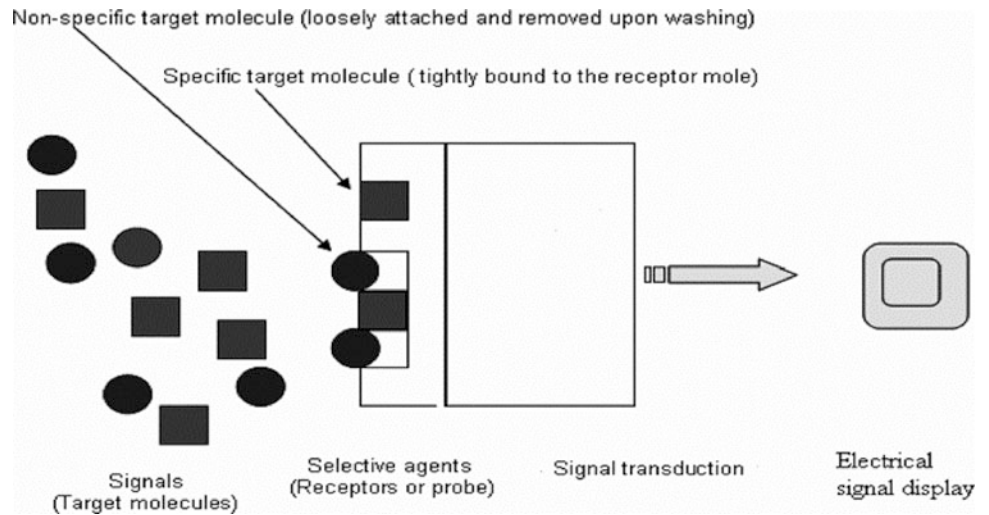 Non-specific target molecule (loosely attached and removed upon washing)
Specific target molecule ( tightly bound to the receptor mole)
Signals
(Target molecules)
Selective agents
(Receptors or probe)
Signal transduction
Electrical
signal display